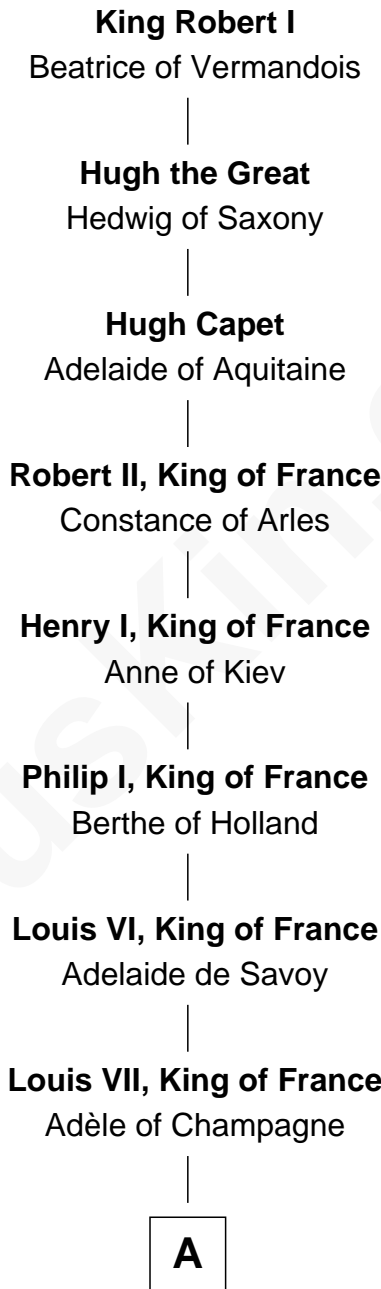 King Robert I
Beatrice of Vermandois
Hugh the Great
Hedwig of Saxony
Hugh Capet
Adelaide of Aquitaine
Robert II, King of France
Constance of Arles
Henry I, King of France
Anne of Kiev
Philip I, King of France
Berthe of Holland
Louis VI, King of France
Adelaide de Savoy
Louis VII, King of France
Adèle of Champagne
A